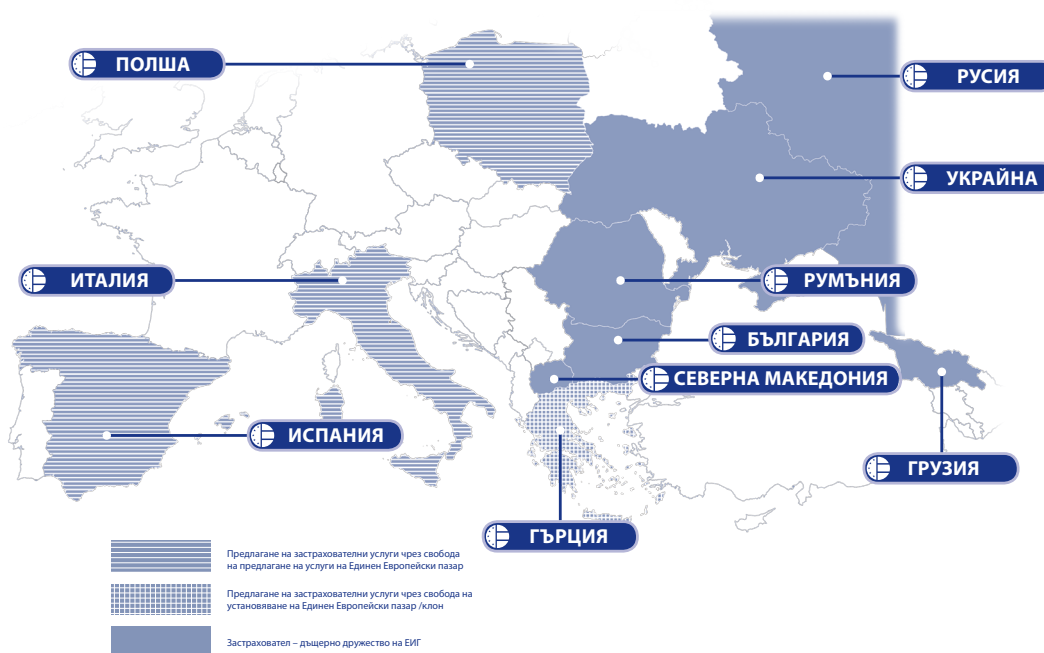 ПОЛША
РУСИЯ
УКРАЙНА
ИТАЛИЯ
РУМЪНИЯ
БЪЛГАРИЯ
СЕВЕРНА МАКЕДОНИЯ
ИСПАНИЯ
ГРУЗИЯ
ГЪРЦИЯ
Предлагане на застрахователни услуги чрез свобода
на предлагане на услуги на Единен Европейски пазар
Предлагане на застрахователни услуги чрез свобода на
установяване на Единен Европейски пазар /клон
Застраховател – дъщерно дружество на ЕИГ